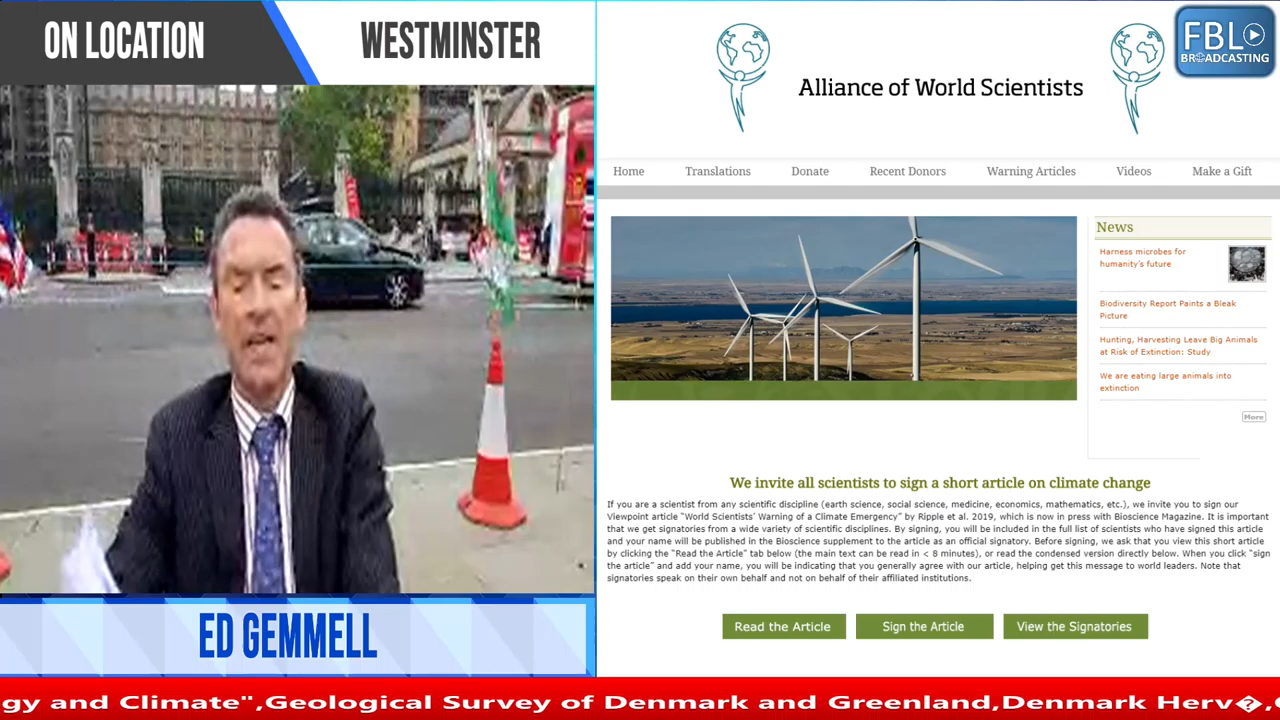 ON LOCATION
WESTMINSTER
FBL
BROADCASTING
Alliance of World Scientists
Home
Translations
Donate
Recent Donors
Warning Articles
Videos
Make a Gift
News
Harness microbes for
humanity's future
Biodiversity Report Paints a Bleak
Picture
Hunting, Harvesting Leave Big Animals
at Risk of Extinction: Study
We are eating large animals into
extinction
More
We invite all scientists to sign a short article on climate change
If you are a scientist from any scientific discipline (earth science, social science, medicine, economics, mathematics, etc.), we invite you to sign our
Viewpoint article "World Scientists' Warning of a Climate Emergency" by Ripple et al. 2019, which is now in press with Bioscience Magazine. It is important
that we get signatories from a wide variety of scientific disciplines. By signing, you will be included in the full list of scientists who have signed this article
and your name will be published in the Bioscience supplement to the article as an official signatory. Before signing, we ask that you view this short article
by clicking the "Read the Article" tab below (the main text can be read in < 8 minutes), or read the condensed version directly below. When you click "sign
the article" and add your name, you will be indicating that you generally agree with our article, helping get this message to world leaders. Note that
signatories speak on their own behalf and not on behalf of their affiliated institutions.
Read the Article
Sign the Article
View the Signatories
ED GEMMELL
gy and Climate",Geological Survey of Denmark and Greenland,Denmark Herv�,